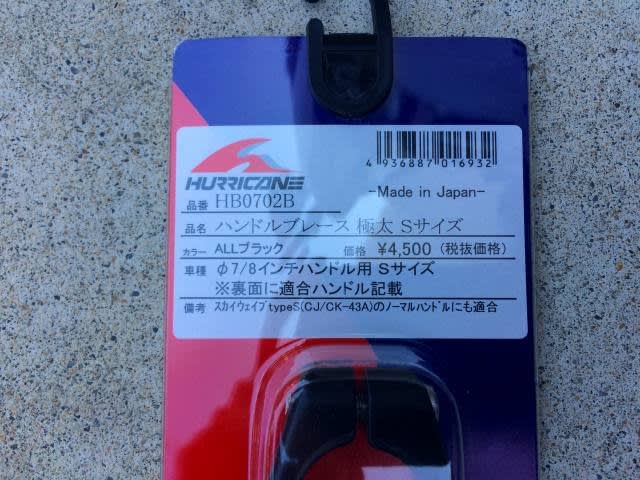 4 936887 016932
HURRICANE
-Made in Japan-
品番 HB0702B
品名 ハンドルブレース 極太 Sサイズ
カラー ALLブラック 価格 ¥4,500 (税抜価格)
車種 φ7/8インチハンドル用 Sサイズ
※裏面に適合ハンドル記載
備考 スカイウェイブtypeS(CJ/CK-43A)のノーマルハンドルにも適合